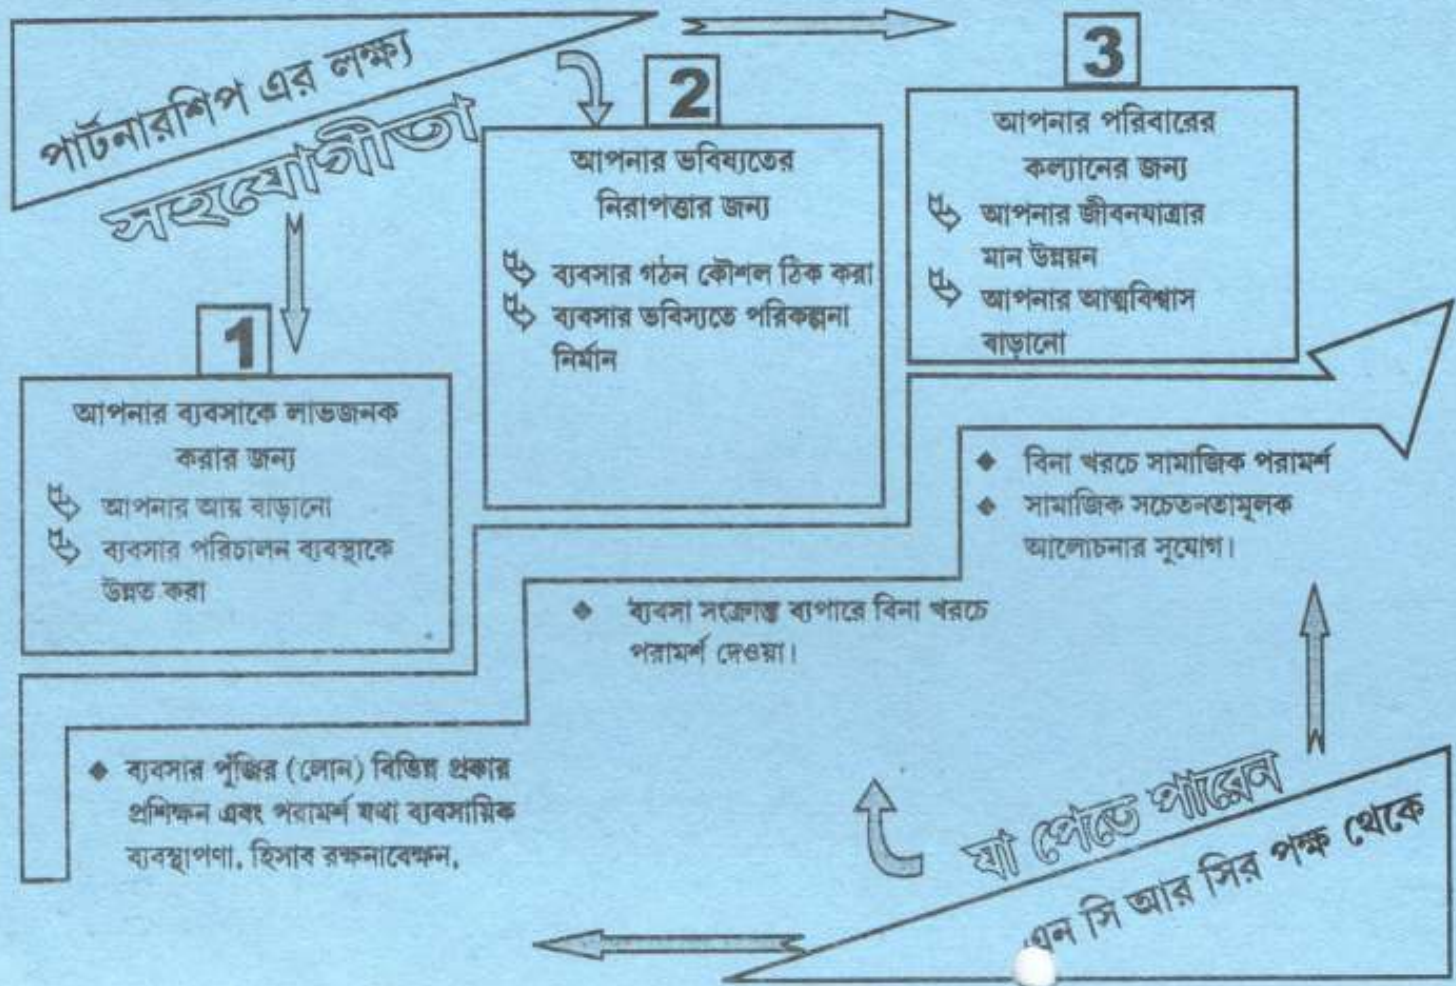 পার্টনারশিপ এর লক্ষ্য
সহযোগীতা
1
আপনার ব্যবসাকে লাভজনক
করার জন্য
আপনার আয় বাড়ানো
ব্যবসার পরিচালন ব্যবস্থাকে
উন্নত করা
2
আপনার ভবিষ্যতের
নিরাপত্তার জন্য
ব্যবসার গঠন কৌশল ঠিক করা
ব্যবসার ভবিস্যতে পরিকল্পনা
নির্মান
3
আপনার পরিবারের
কল্যানের জন্য
আপনার জীবনযাত্রার
মান উন্নয়ন
আপনার আত্মবিশ্বাস
বাড়ানো
◆ বিনা খরচে সামাজিক পরামর্শ
◆ সামাজিক সচেতনতামূলক
আলোচনার সুযোগ।
◆ ব্যবসা সংক্রান্ত ব্যপারে বিনা খরচে
পরামর্শ দেওয়া।
◆ ব্যবসার পুঁজির (লোন) বিভিন্ন প্রকার
প্রশিক্ষন এবং পরামর্শ যথা ব্যবসায়িক
ব্যবস্থাপণা, হিসাব রক্ষনাবেক্ষন,
যা পেতে পারেন
এন সি আর সির পক্ষ থেকে